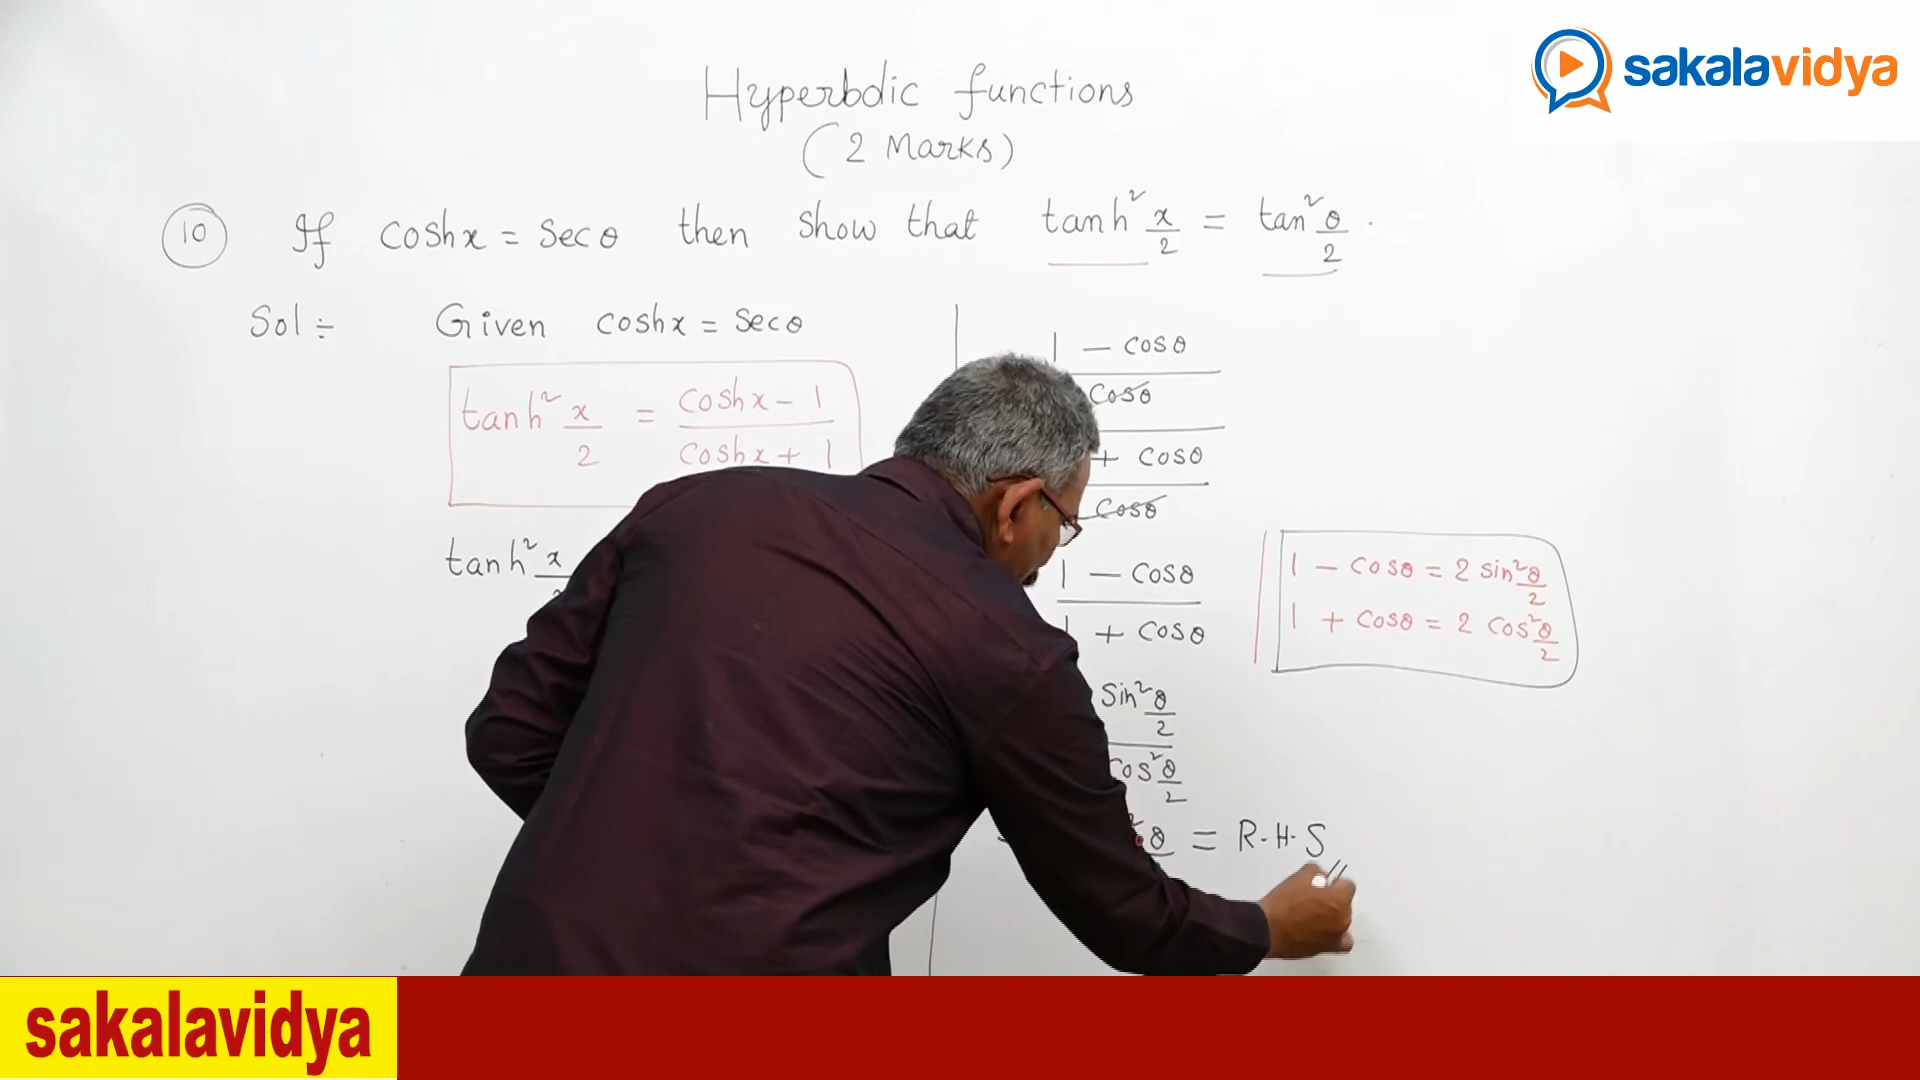 sakalavidya
Hyperbolic functions
(2 Marks)
10 If coshx = secθ then show that tanh² x/2 = tan² θ/2 .
Sol ÷ Given coshx = secθ
tanh² x/2 = coshx - 1 / coshx + 1
tanh² x
1 - cosθ
cosθ
+ cosθ
cosθ
1 - cosθ
1 + cosθ
sin² θ/2
cos² θ/2
² θ = R.H.S
1 - cosθ = 2 sin² θ/2
1 + cosθ = 2 cos² θ/2
sakalavidya